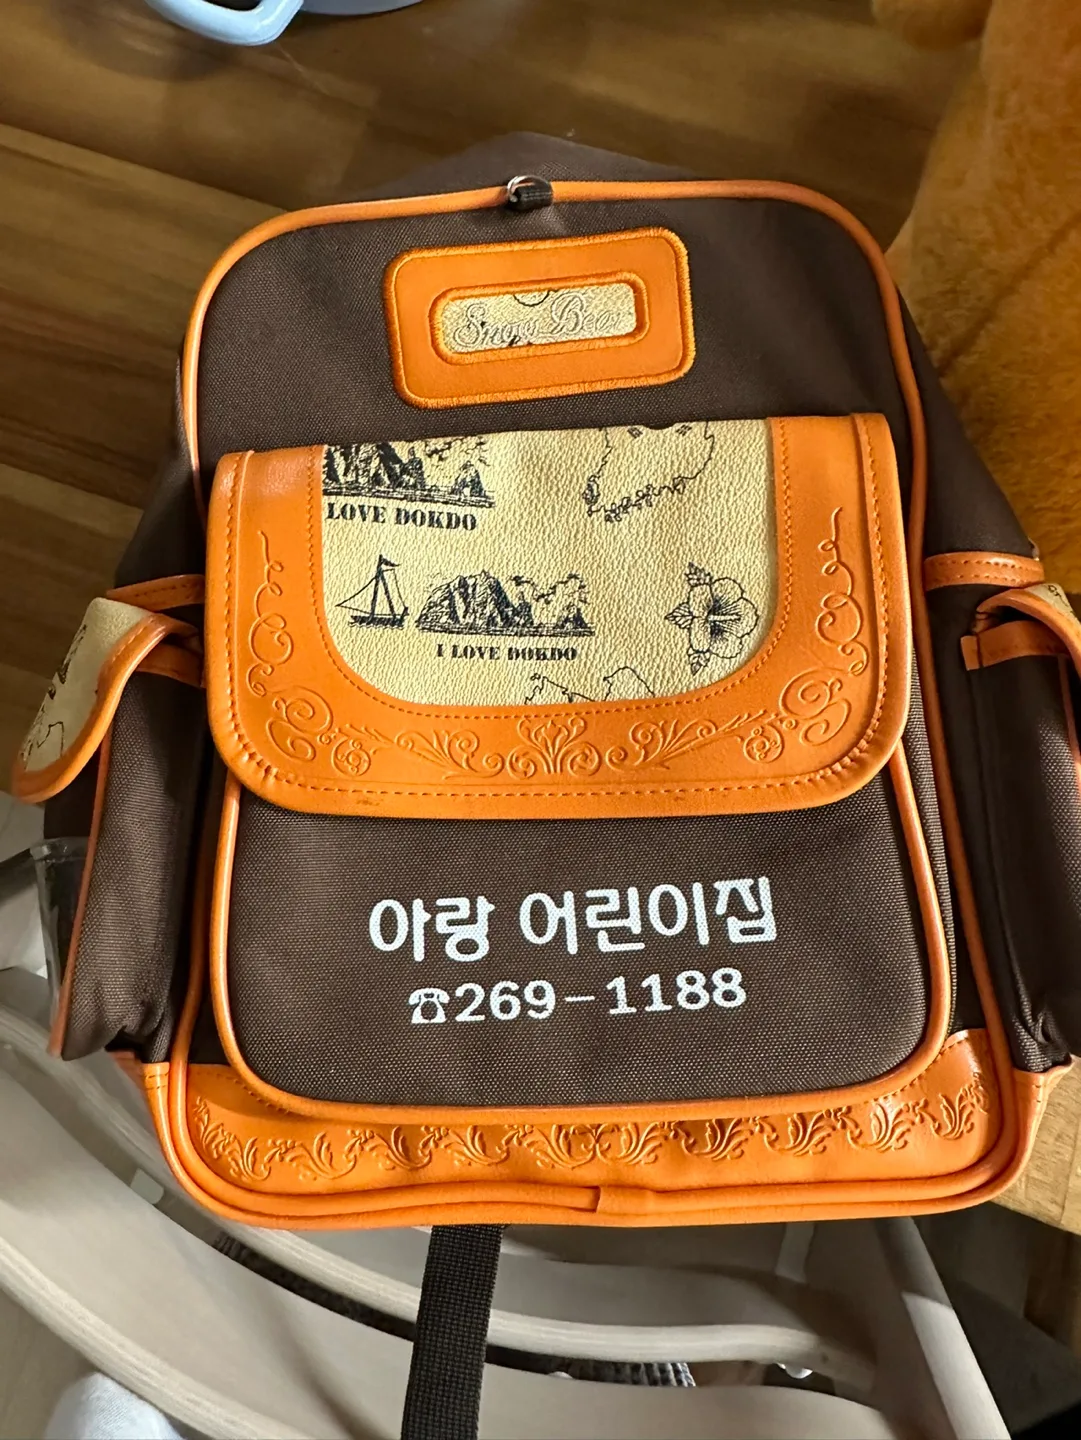 Snow Bear
LOVE DOKDO
I LOVE DOKDO
아랑 어린이집
☎269-1188